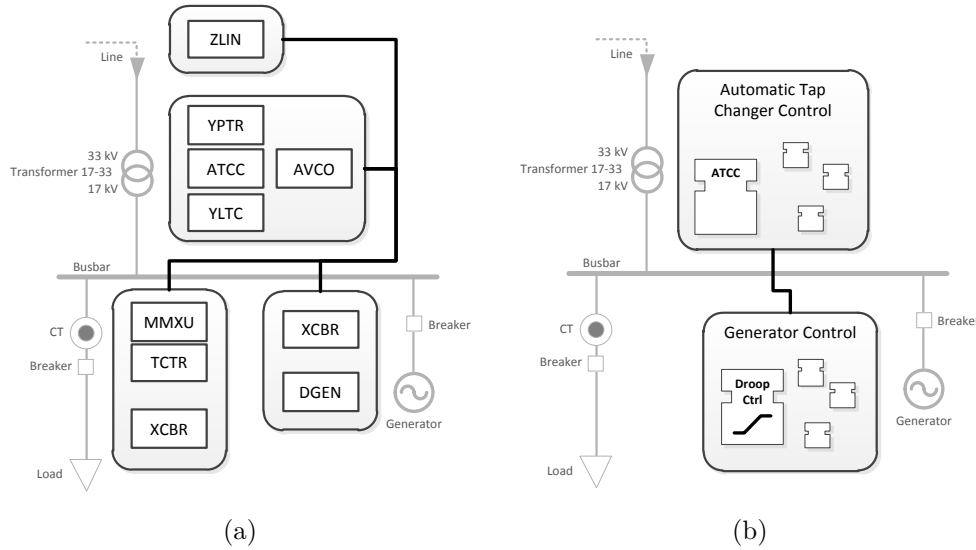 ZLIN
Line
YPTR
33 kV
Transformer 17-33
17 kV
ATCC
AVCO
YLTC
Busbar
MMXU
CT
TCTR
Breaker
XCBR
XCBR
DGEN
Breaker
Generator
Load
(a)
Line
Automatic Tap
Changer Control
33 kV
Transformer 17-33
17 kV
ATCC
Busbar
CT
Breaker
Generator Control
Breaker
Droop
Ctrl
Generator
Load
(b)